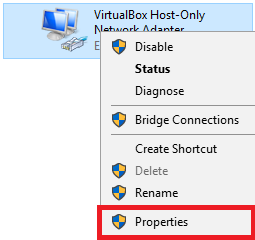 VirtualBox Host-Only
Network Adapter
E
Disable
Status
Diagnose
Bridge Connections
Create Shortcut
Delete
Rename
Properties